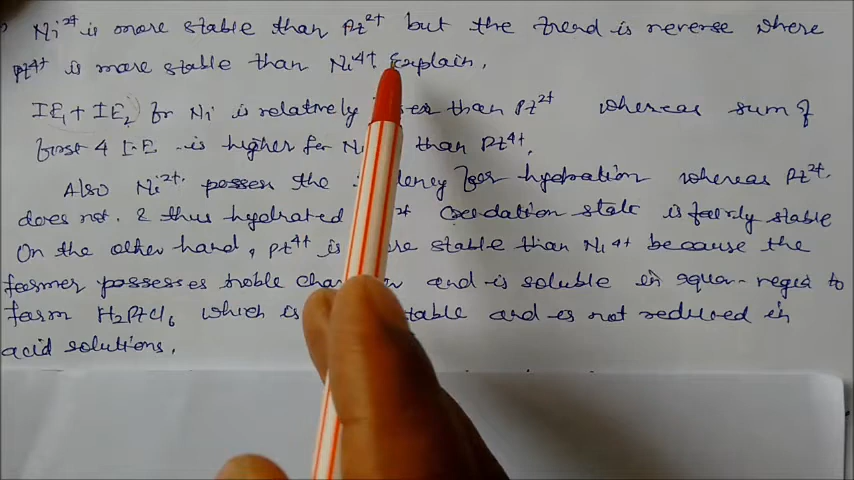 Ni2+ is more stable than Pt2+ but the trend is reverse where
Pt4+ is more stable than Ni4+. Explain.
IE1 + IE2 for Ni is relatively than Pt2+ whereas sum of
first 4 I.E is higher for than Pt4+.
Also Ni2+ posses the for hydration whereas Pt2+
does not. & thus hydrated oxidation state is fairly stable
On the other hand, Pt4+ is stable than Ni4+ because the
former possesses noble and is soluble in aqua-regia to
form H2PtCl6 which is and is not reduced in
acid solutions.